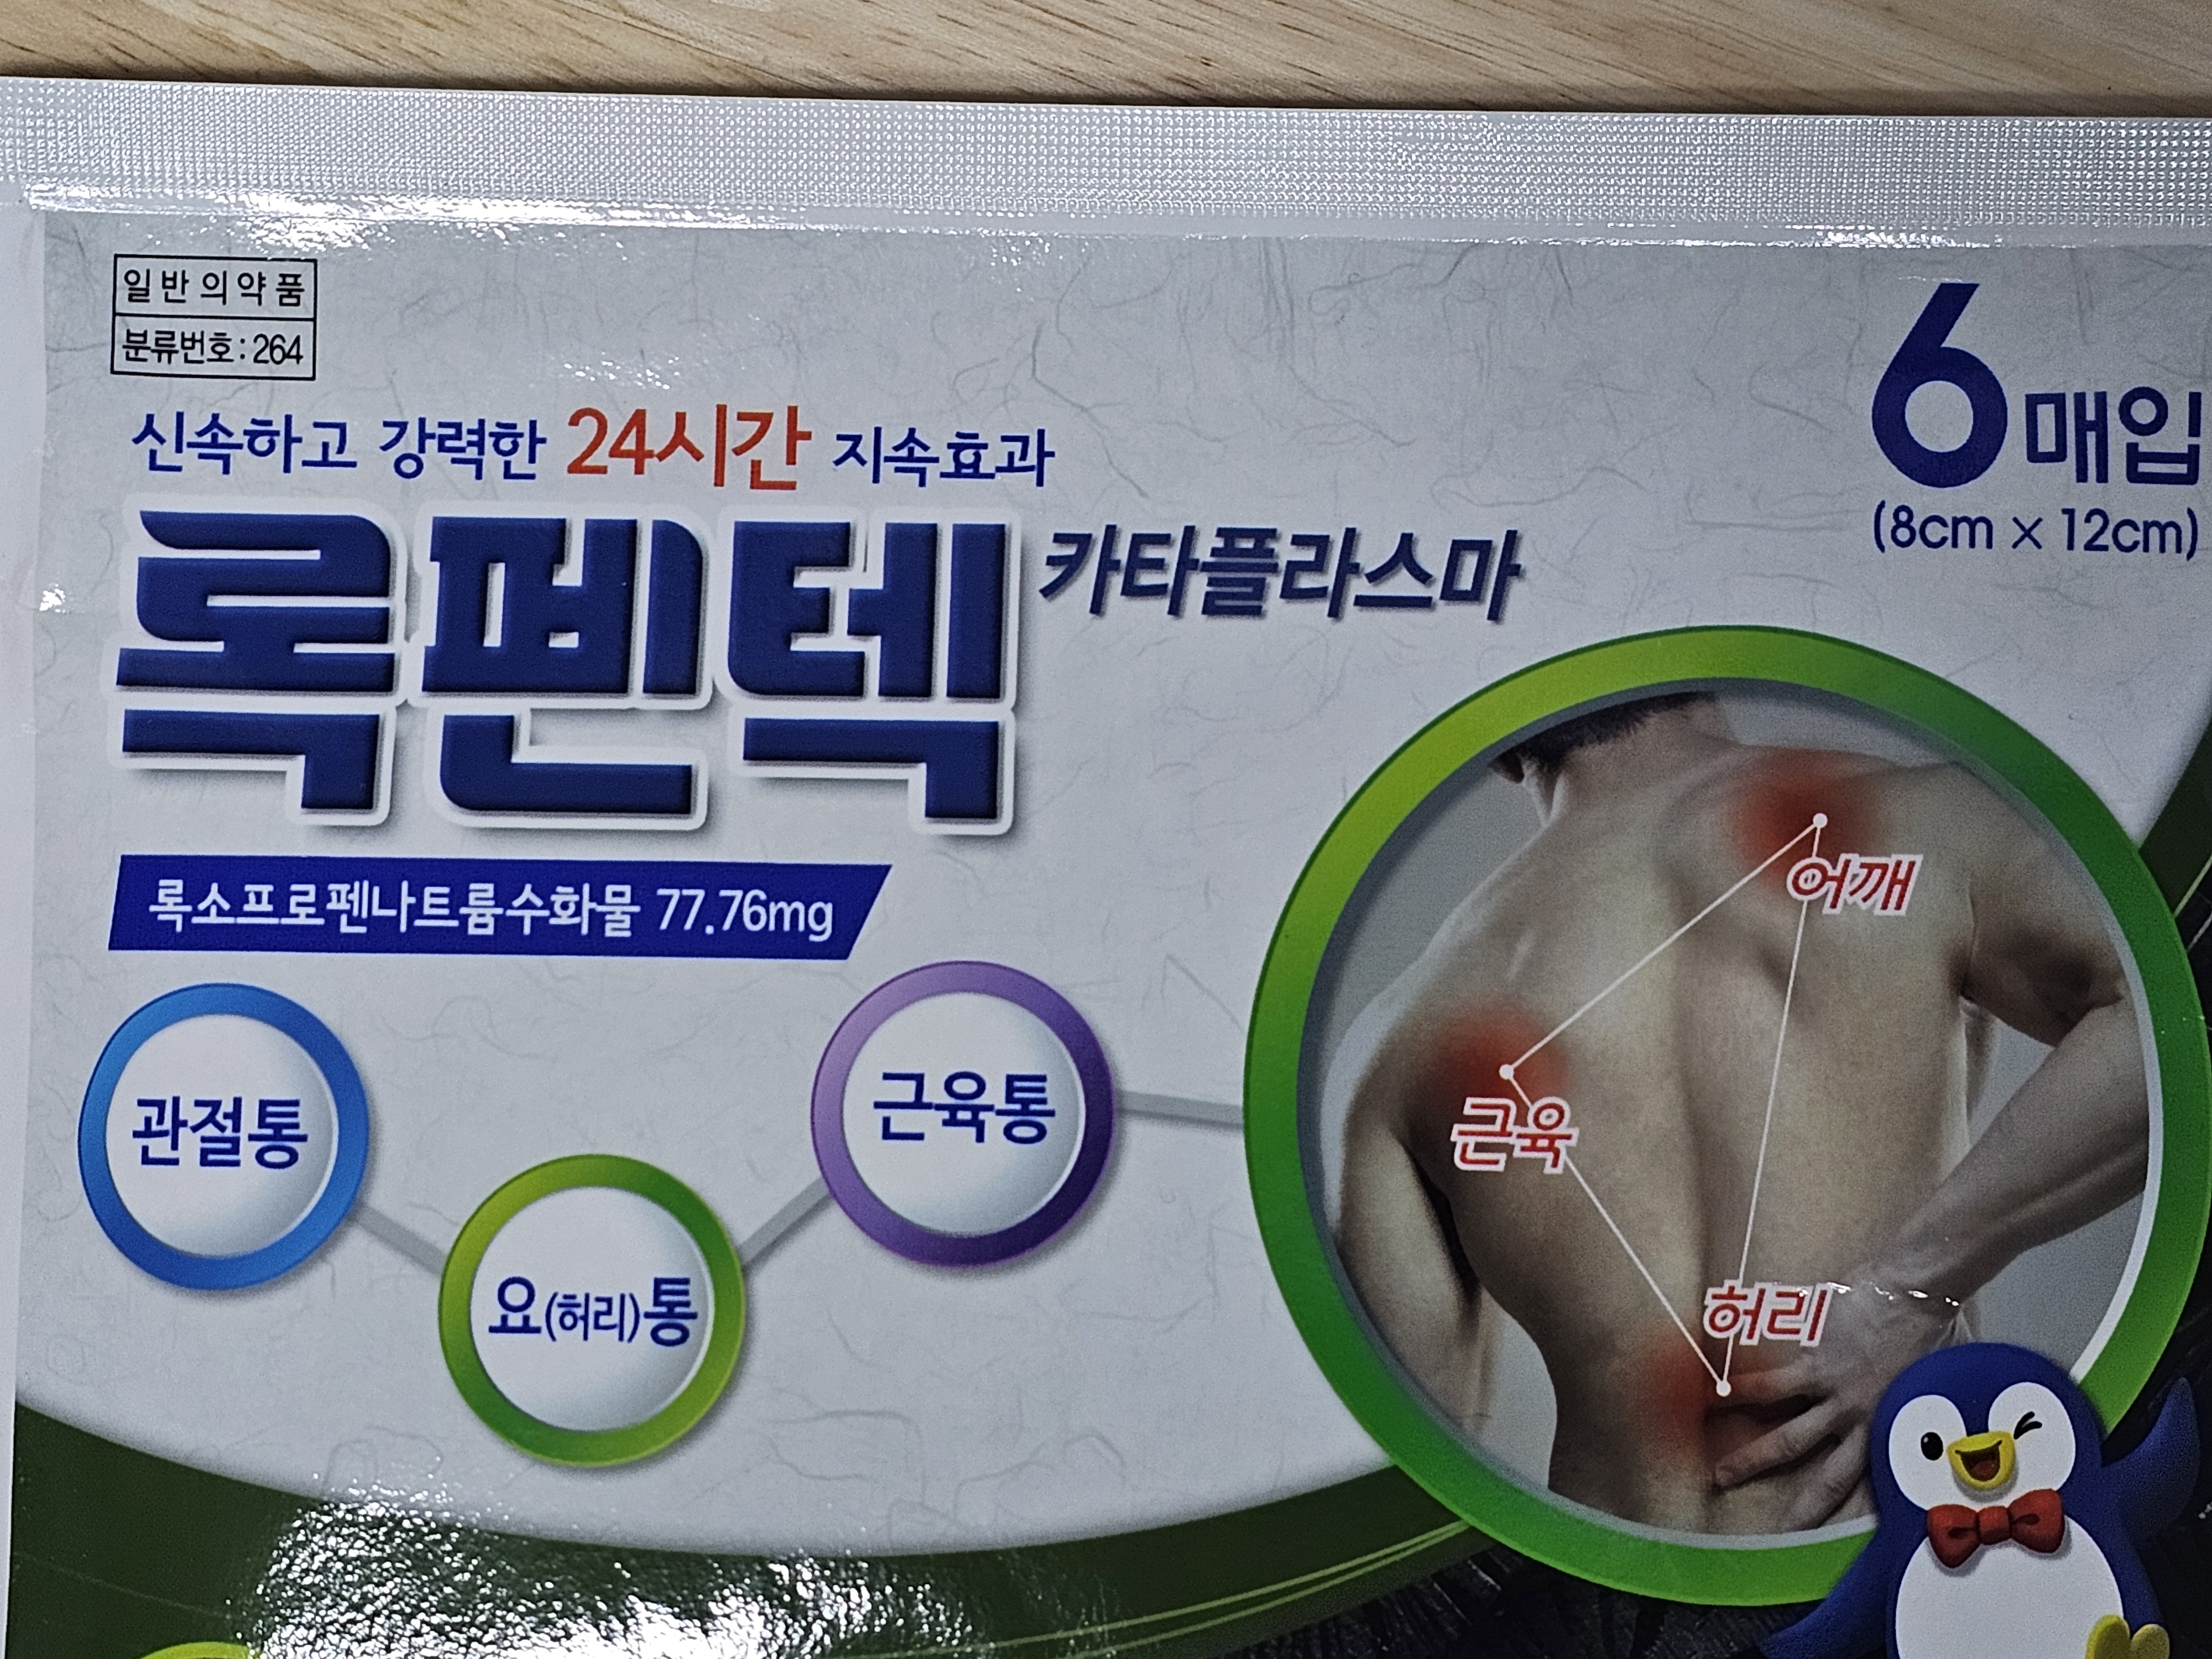 일반의약품
분류번호: 264
신속하고 강력한 24시간 지속효과
록펜텍 카타플라스마
6매입
(8cm × 12cm)
록소프로펜나트륨수화물 77.76mg
관절통
요(허리)통
근육통
어깨
근육
허리